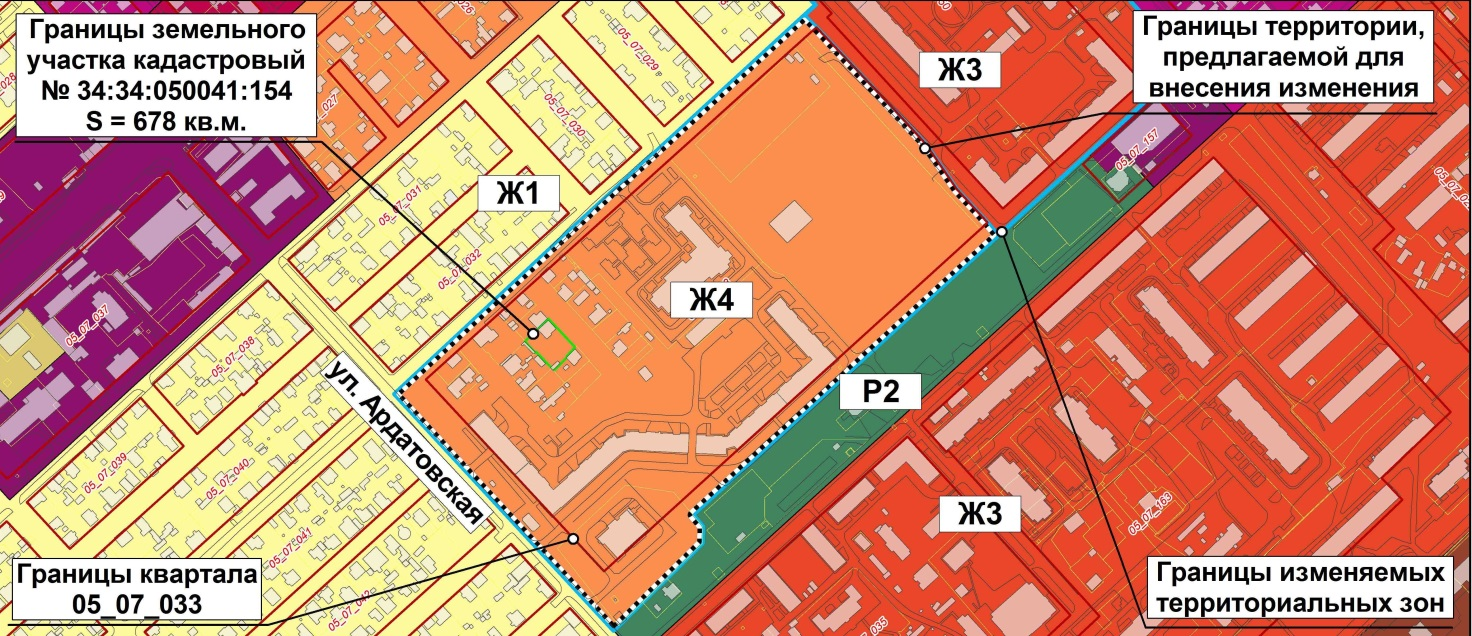 Границы земельного
участка кадастровый
№ 34:34:050041:154
S = 678 кв.м.
Границы территории,
предлагаемой для
внесения изменения
Ж3
Ж1
Ж4
Р2
Ж3
ул. Ардатовская
Границы квартала
05_07_033
Границы изменяемых
территориальных зон
05_07_029
05_07_030
05_07_031
05_07_032
05_07_037
05_07_038
05_07_039
05_07_040
05_07_041
05_07_157
05_07_163